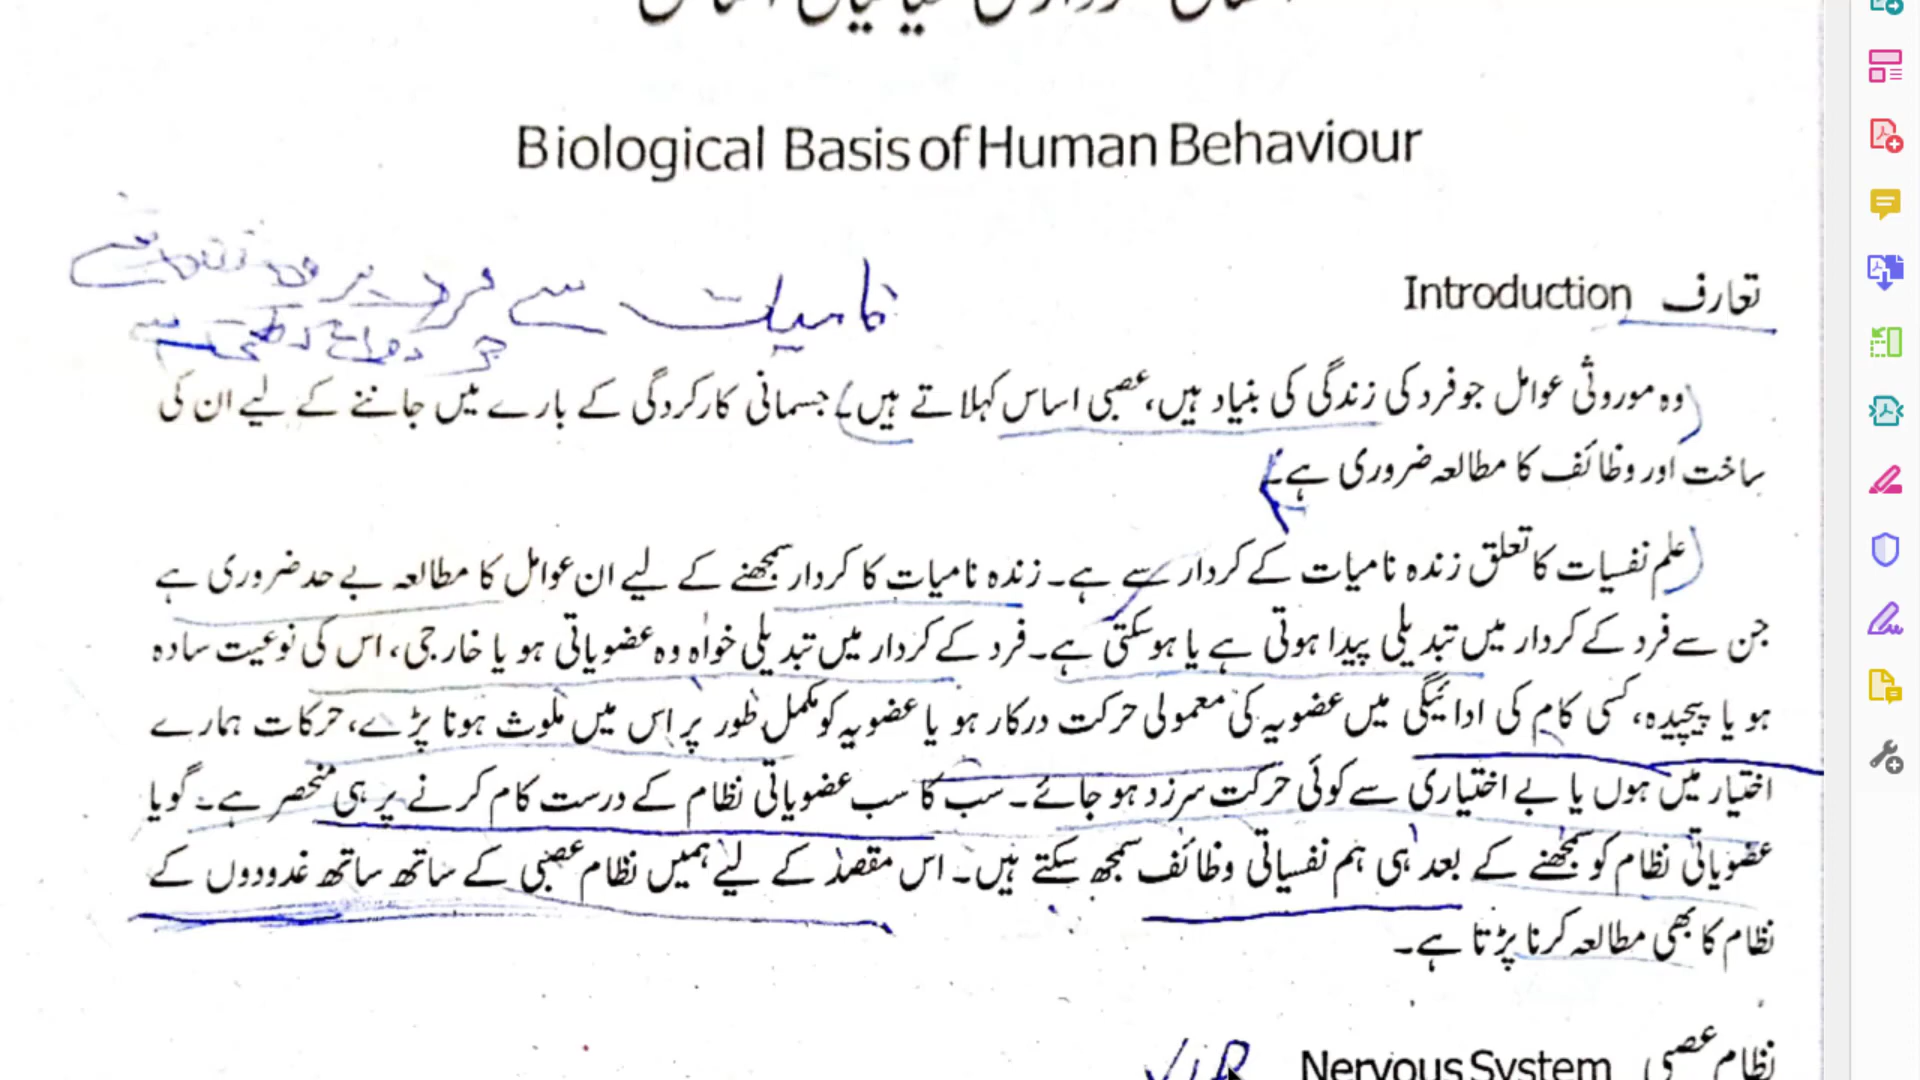 Biological Basis of Human Behaviour
نامیات سے فرد
تعارف Introduction
(وہ موروثی عوامل جو فرد کی زندگی کی بنیاد ہیں، عصبی اساس کہلاتے ہیں) جسمانی کارکردگی کے بارے میں جاننے کے لیے ان کی
ساخت اور وظائف کا مطالعہ ضروری ہے۔
(علم نفسیات کا تعلق زندہ نامیات کے کردار سے ہے۔ زندہ نامیات کا کردار سمجھنے کے لیے ان عوامل کا مطالعہ بے حد ضروری ہے
جن سے فرد کے کردار میں تبدیلی پیدا ہوتی ہے یا ہو سکتی ہے۔ فرد کے کردار میں تبدیلی خواہ وہ عضویاتی ہو یا خارجی، اس کی نوعیت سادہ
ہو یا پیچیدہ، کسی کام کی ادائیگی میں عضویہ کی معمولی حرکت درکار ہو یا عضویہ کو مکمل طور پر اس میں ملوث ہونا پڑے، حرکات ہمارے
اختیار میں ہوں یا بے اختیاری سے کوئی حرکت سرزد ہو جائے۔ سب کا سب عضویاتی نظام کے درست کام کرنے پر ہی منحصر ہے۔ گویا
عضویاتی نظام کو سمجھنے کے بعد ہی ہم نفسیاتی وظائف سمجھ سکتے ہیں۔ اس مقصد کے لیے ہمیں نظام عصبی کے ساتھ ساتھ غدودوں کے
نظام کا بھی مطالعہ کرنا پڑتا ہے۔
نظام عصبی Nervous System